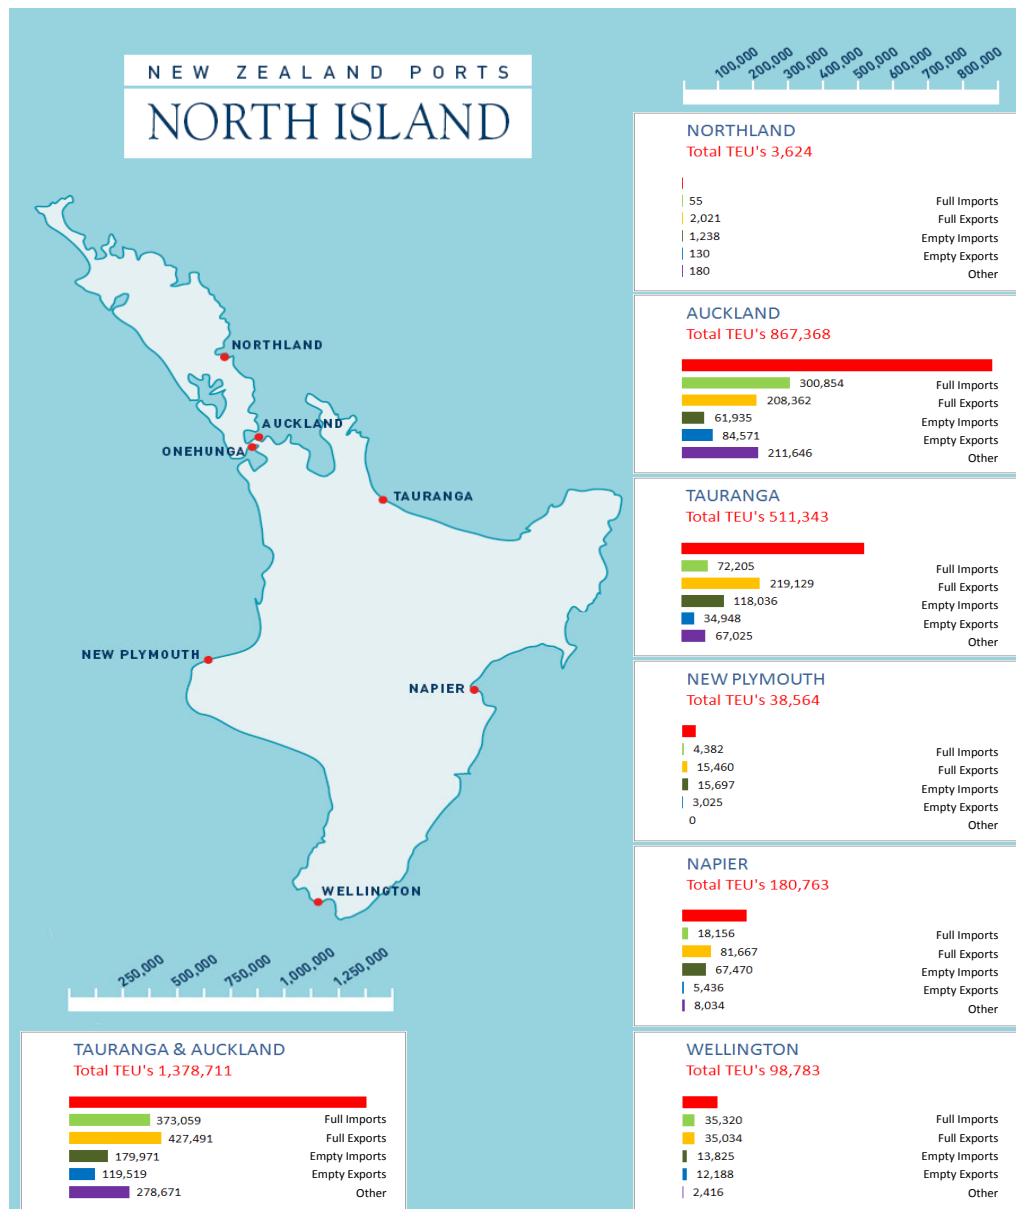 NEW ZEALAND PORTS
NORTH ISLAND
100,000 200,000 300,000 400,000 500,000 600,000 700,000 800,000
NORTHLAND
Total TEU's 3,624
55 Full Imports
2,021 Full Exports
1,238 Empty Imports
130 Empty Exports
180 Other
AUCKLAND
Total TEU's 867,368
300,854 Full Imports
208,362 Full Exports
61,935 Empty Imports
84,571 Empty Exports
211,646 Other
TAURANGA
Total TEU's 511,343
72,205 Full Imports
219,129 Full Exports
118,036 Empty Imports
34,948 Empty Exports
67,025 Other
NEW PLYMOUTH
Total TEU's 38,564
4,382 Full Imports
15,460 Full Exports
15,697 Empty Imports
3,025 Empty Exports
0 Other
NAPIER
Total TEU's 180,763
18,156 Full Imports
81,667 Full Exports
67,470 Empty Imports
5,436 Empty Exports
8,034 Other
WELLINGTON
Total TEU's 98,783
35,320 Full Imports
35,034 Full Exports
13,825 Empty Imports
12,188 Empty Exports
2,416 Other
NORTHLAND
AUCKLAND
ONEHUNGA
TAURANGA
NEW PLYMOUTH
NAPIER
WELLINGTON
250,000 500,000 750,000 1,000,000 1,250,000
TAURANGA & AUCKLAND
Total TEU's 1,378,711
373,059 Full Imports
427,491 Full Exports
179,971 Empty Imports
119,519 Empty Exports
278,671 Other